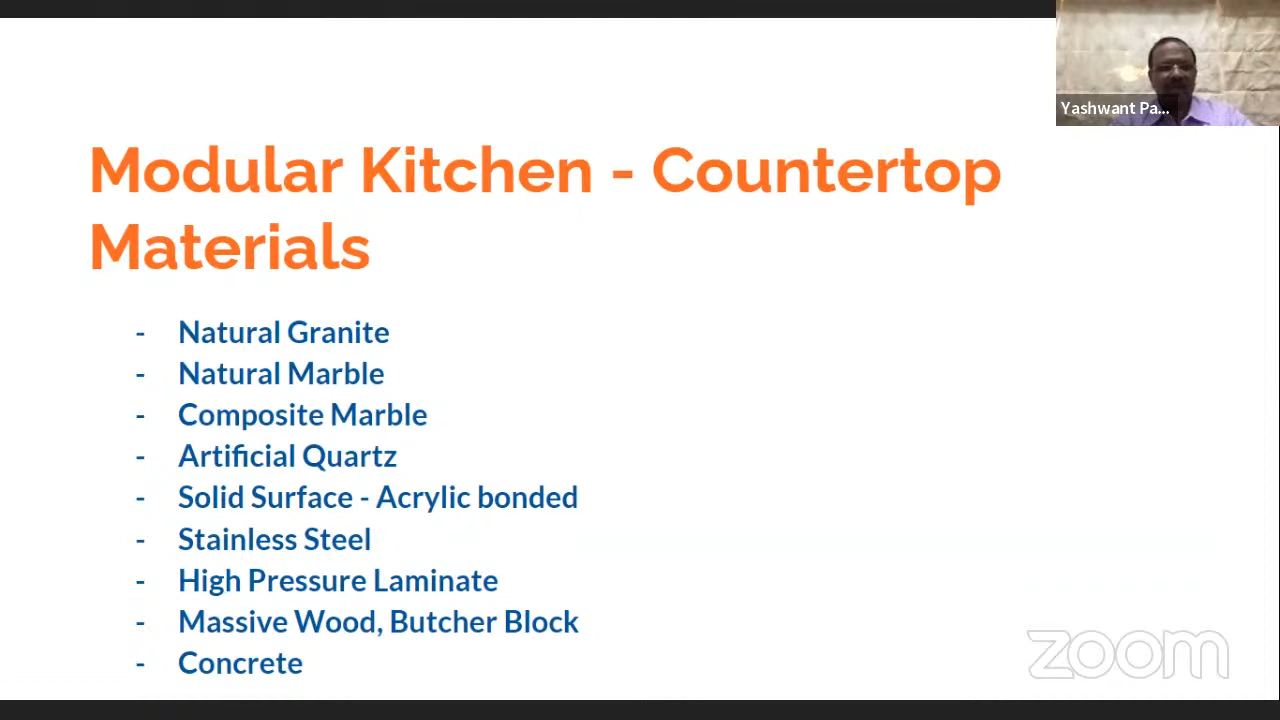 Yashwant Pa...
Modular Kitchen - Countertop
Materials
- Natural Granite
- Natural Marble
- Composite Marble
- Artificial Quartz
- Solid Surface - Acrylic bonded
- Stainless Steel
- High Pressure Laminate
- Massive Wood, Butcher Block
- Concrete
zoom